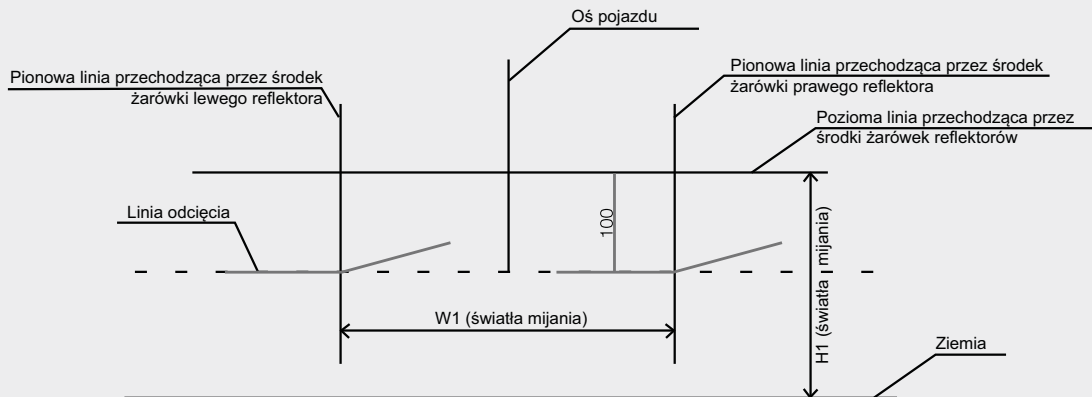 Oś pojazdu
Pionowa linia przechodząca przez środek
żarówki lewego reflektora
Pionowa linia przechodząca przez środek
żarówki prawego reflektora
Pozioma linia przechodząca przez
środki żarówek reflektorów
Linia odcięcia
100
W1 (światła mijania)
H1 (światła mijania)
Ziemia